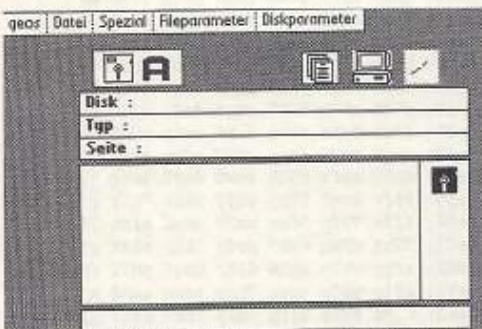 geos Datei Spezial Fileparameter Diskparameter
A
Disk :
Typ :
Seite :